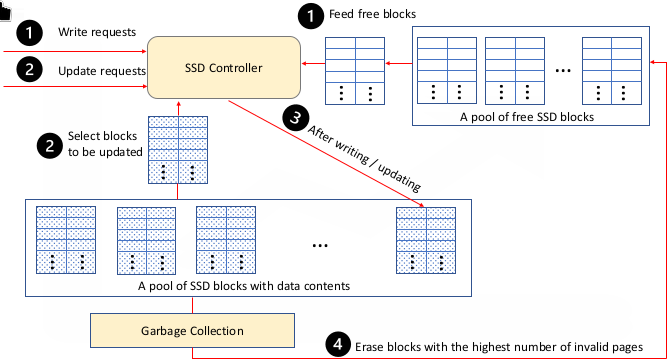 1 Write requests
2 Update requests
SSD Controller
1 Feed free blocks
...
A pool of free SSD blocks
2 Select blocks
to be updated
3 After writing / updating
...
A pool of SSD blocks with data contents
Garbage Collection
4 Erase blocks with the highest number of invalid pages